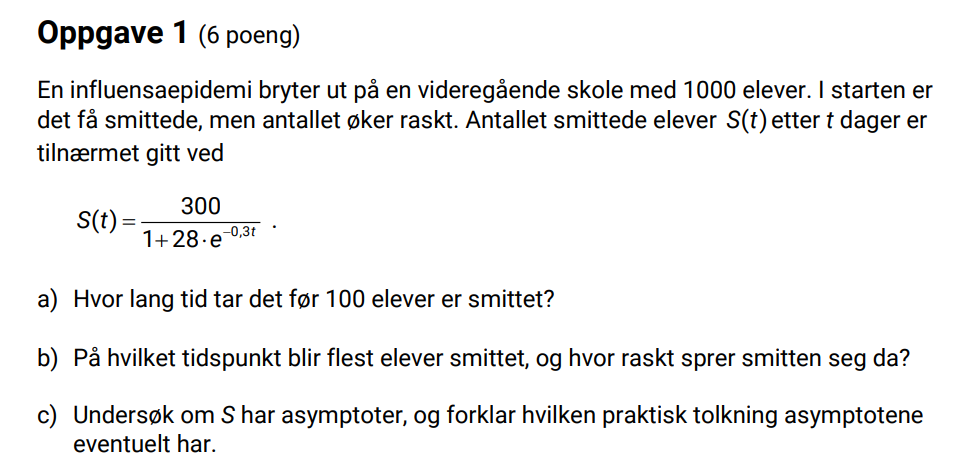 Oppgave 1 (6 poeng)
En influensaepidemi bryter ut på en videregående skole med 1000 elever. I starten er
det få smittede, men antallet øker raskt. Antallet smittede elever S(t) etter t dager er
tilnærmet gitt ved
S(t) = 300 / (1+28·e^(-0,3t)) .
a) Hvor lang tid tar det før 100 elever er smittet?
b) På hvilket tidspunkt blir flest elever smittet, og hvor raskt sprer smitten seg da?
c) Undersøk om S har asymptoter, og forklar hvilken praktisk tolkning asymptotene
eventuelt har.